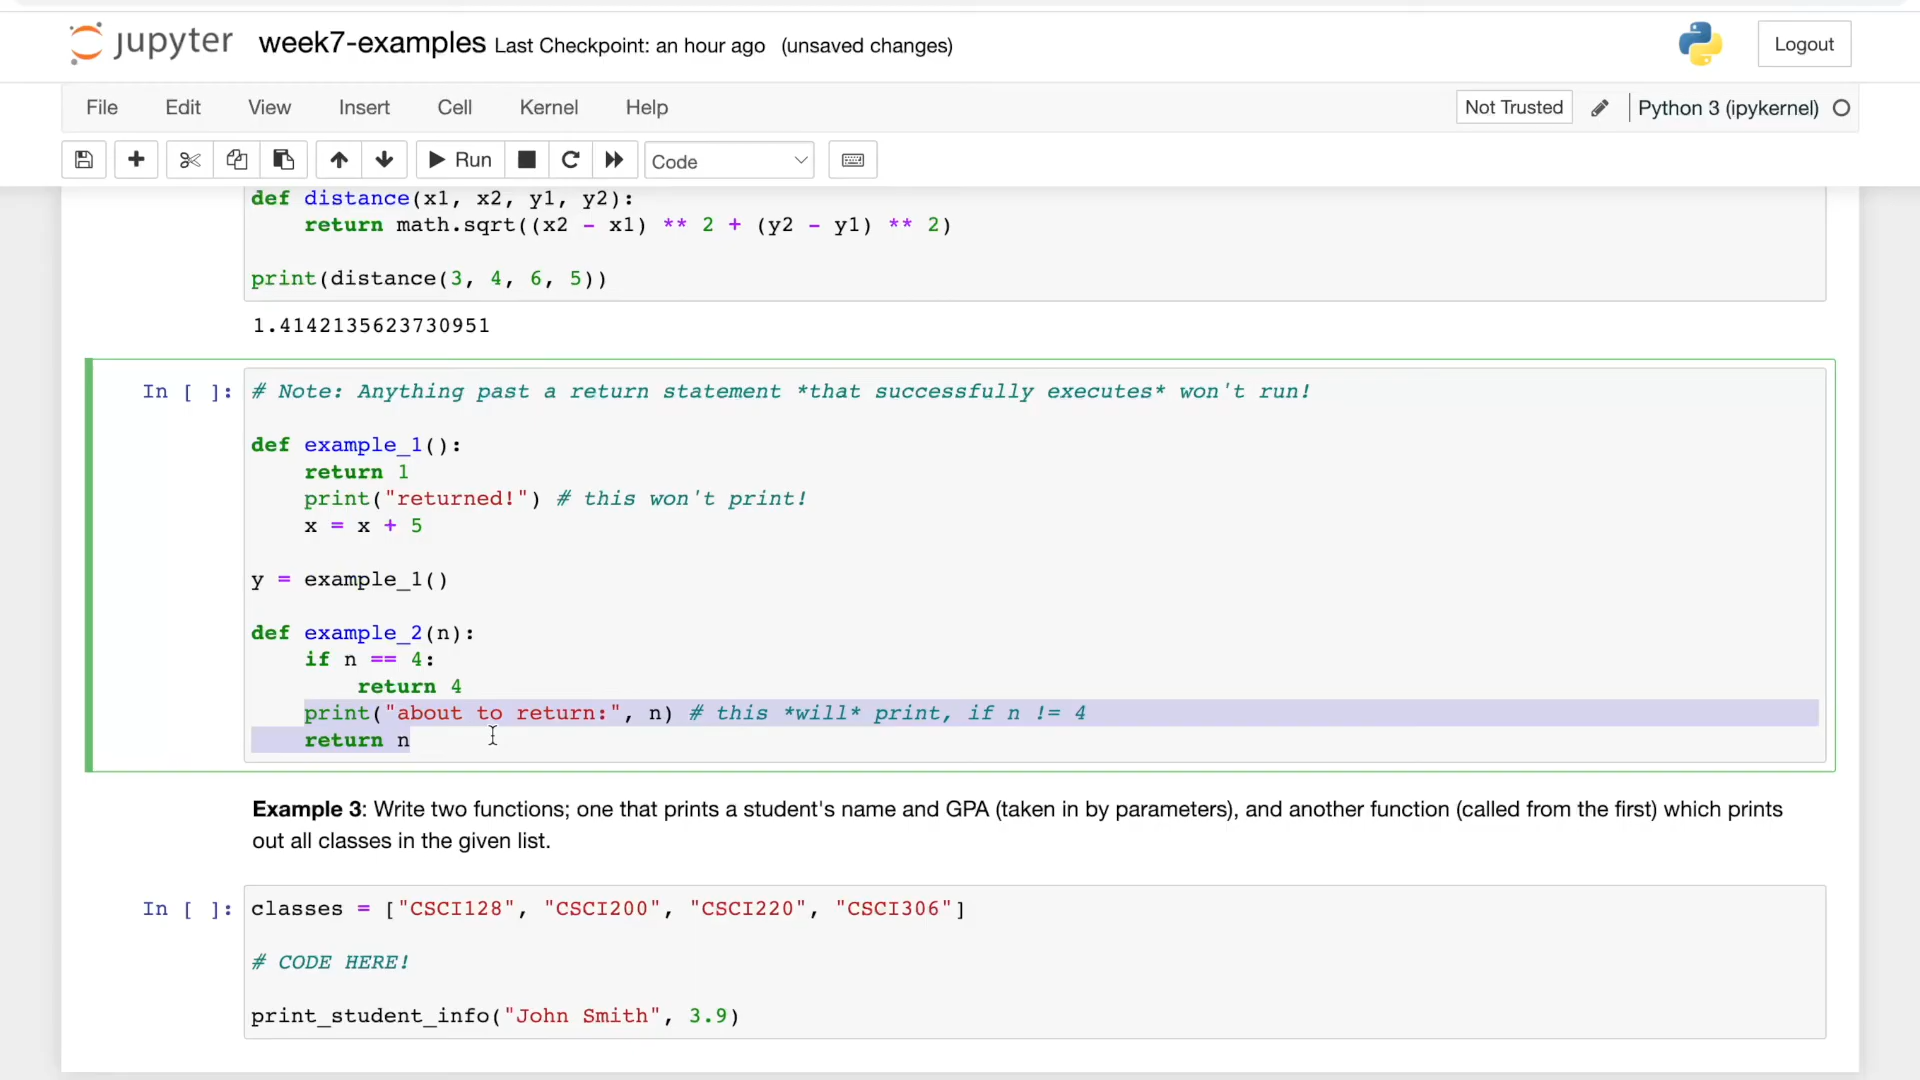 jupyter week7-examples Last Checkpoint: an hour ago (unsaved changes) Logout
File Edit View Insert Cell Kernel Help Not Trusted Python 3 (ipykernel)
Run Code
def distance(x1, x2, y1, y2):
    return math.sqrt((x2 - x1) ** 2 + (y2 - y1) ** 2)
print(distance(3, 4, 6, 5))
1.4142135623730951
In [ ]: # Note: Anything past a return statement *that successfully executes* won't run!
def example_1():
    return 1
    print("returned!") # this won't print!
    x = x + 5
y = example_1()
def example_2(n):
    if n == 4:
        return 4
    print("about to return:", n) # this *will* print, if n != 4
    return n
Example 3: Write two functions; one that prints a student's name and GPA (taken in by parameters), and another function (called from the first) which prints
out all classes in the given list.
In [ ]: classes = ["CSCI128", "CSCI200", "CSCI220", "CSCI306"]
# CODE HERE!
print_student_info("John Smith", 3.9)